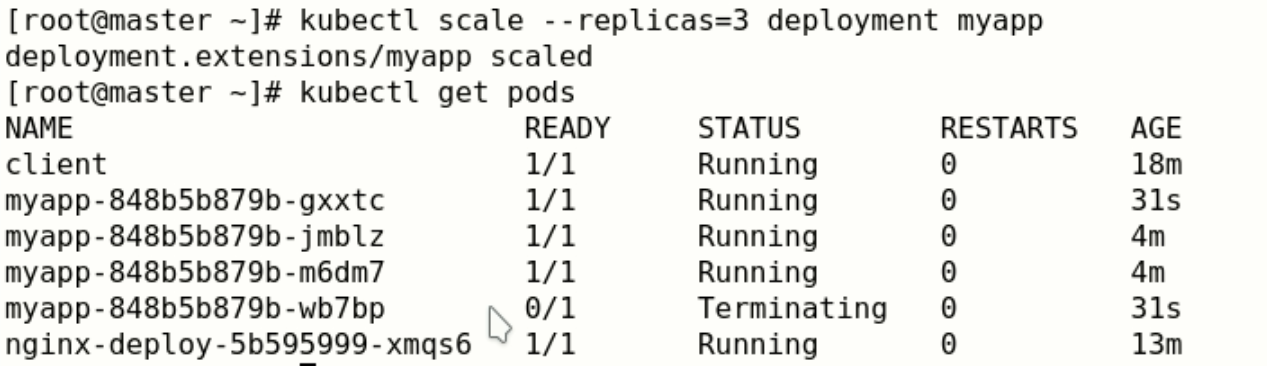 [root@master ~]# kubectl scale --replicas=3 deployment myapp
deployment.extensions/myapp scaled
[root@master ~]# kubectl get pods
NAME READY STATUS RESTARTS AGE
client 1/1 Running 0 18m
myapp-848b5b879b-gxxtc 1/1 Running 0 31s
myapp-848b5b879b-jmblz 1/1 Running 0 4m
myapp-848b5b879b-m6dm7 1/1 Running 0 4m
myapp-848b5b879b-wb7bp 0/1 Terminating 0 31s
nginx-deploy-5b595999-xmqs6 1/1 Running 0 13m